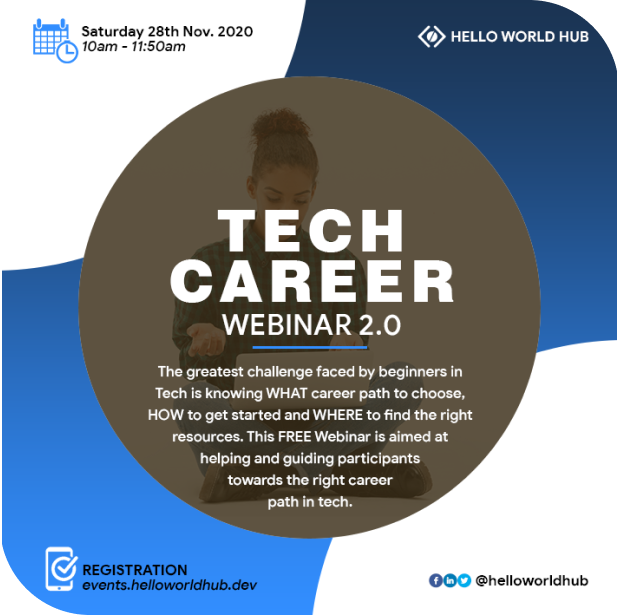 Saturday 28th Nov. 2020
10am - 11:50am
HELLO WORLD HUB
TECH
CAREER
WEBINAR 2.0
The greatest challenge faced by beginners in
Tech is knowing WHAT career path to choose,
HOW to get started and WHERE to find the right
resources. This FREE Webinar is aimed at
helping and guiding participants
towards the right career
path in tech.
REGISTRATION
events.helloworldhub.dev
@helloworldhub